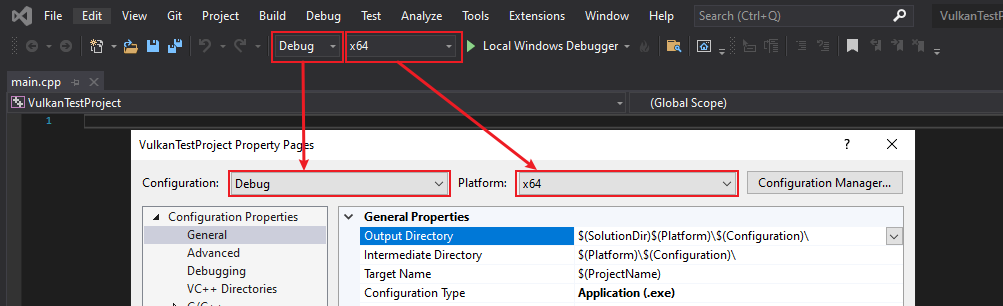 File Edit View Git Project Build Debug Test Analyze Tools Extensions Window Help Search (Ctrl+Q) VulkanTestProj
Debug x64 Local Windows Debugger
main.cpp
VulkanTestProject (Global Scope)
1
VulkanTestProject Property Pages ?
Configuration: Debug Platform: x64 Configuration Manager...
Configuration Properties
General
Advanced
Debugging
VC++ Directories
C/C++
General Properties
Output Directory $(SolutionDir)$(Platform)\$(Configuration)\
Intermediate Directory $(Platform)\$(Configuration)\
Target Name $(ProjectName)
Configuration Type Application (.exe)